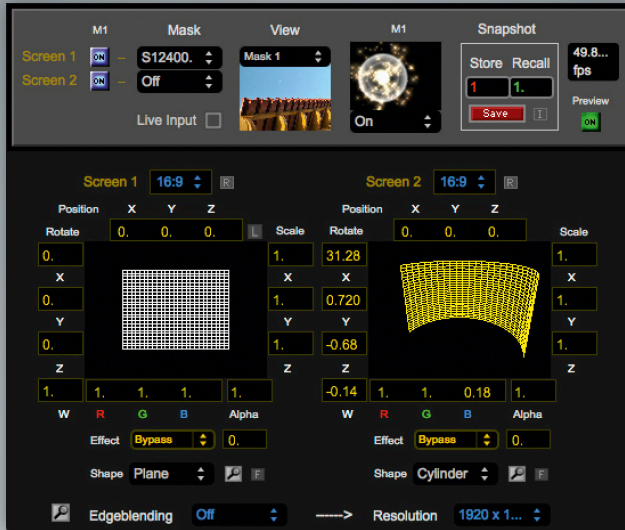 M1 Mask View M1 Snapshot
Screen 1 ON – S12400. Mask 1 Store Recall 49.8... fps
Screen 2 ON – Off 1 1. Preview
Live Input On Save I ON
Screen 1 16:9 R Screen 2 16:9 R
Position X Y Z Position X Y Z
Rotate 0. 0. 0. L Scale Rotate 0. 0. 0. Scale
0. 1. 31.28 1.
X X X X
0. 1. 0.720 1.
Y Y Y Y
0. 1. -0.68 1.
Z Z Z Z
1. 1. 1. 1. 1. -0.14 1. 1. 0.18 1.
W R G B Alpha W R G B Alpha
Effect Bypass 0. Effect Bypass 0.
Shape Plane F Shape Cylinder F
Edgeblending Off -----> Resolution 1920 x 1...